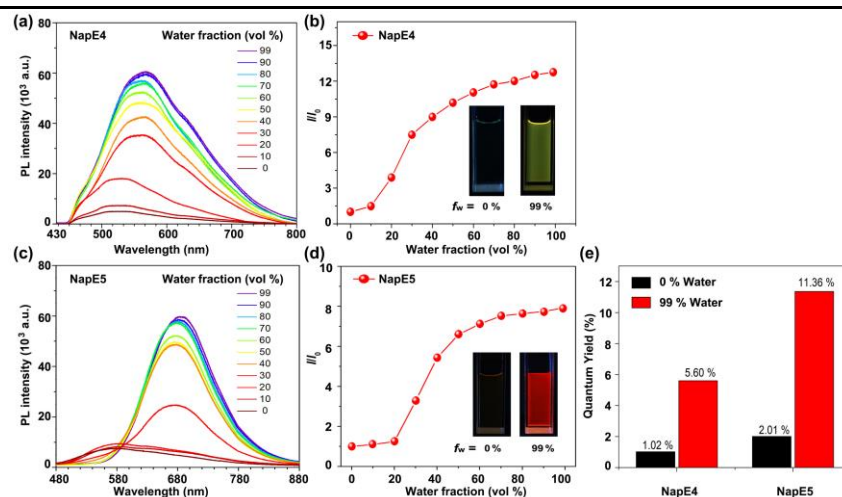 (a)
NapE4
Water fraction (vol %)
99
90
80
70
60
50
40
30
20
10
0
PL intensity (10³ a.u.)
80
60
40
20
0
430 500 600 700 800
Wavelength (nm)
(b)
NapE4
I/I₀
15
12
9
6
3
0
fw = 0 % 99 %
0 20 40 60 80 100
Water fraction (vol %)
(c)
NapE5
Water fraction (vol %)
99
90
80
70
60
50
40
30
20
10
0
PL intensity (10³ a.u.)
80
60
40
20
0
480 580 680 780 880
Wavelength (nm)
(d)
NapE5
I/I₀
10
8
6
4
2
0
fw = 0 % 99 %
0 20 40 60 80 100
Water fraction (vol %)
(e)
0 % Water
99 % Water
Quantum Yield (%)
12
10
8
6
4
2
1.02 %
5.60 %
2.01 %
11.36 %
NapE4 NapE5